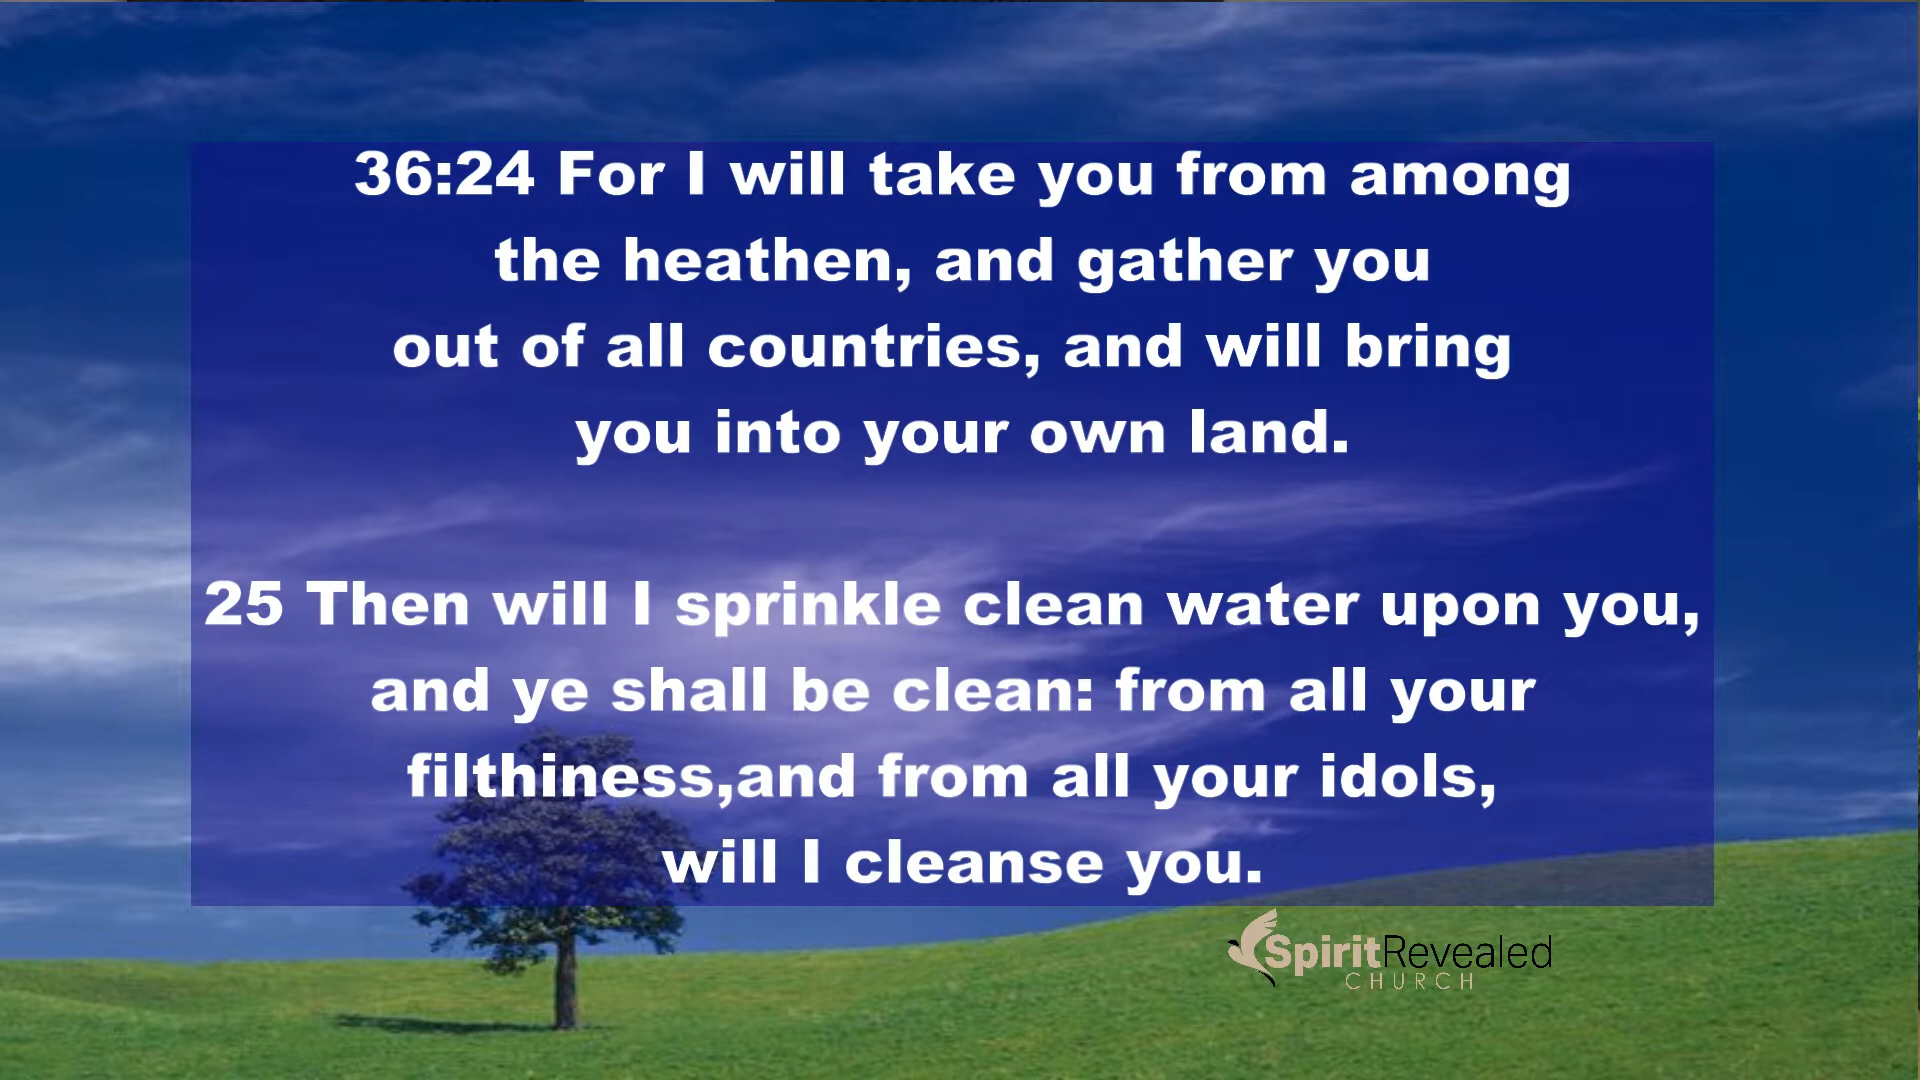 36:24 For I will take you from among
the heathen, and gather you
out of all countries, and will bring
you into your own land.
25 Then will I sprinkle clean water upon you,
and ye shall be clean: from all your
filthiness,and from all your idols,
will I cleanse you.
SpiritRevealed
CHURCH